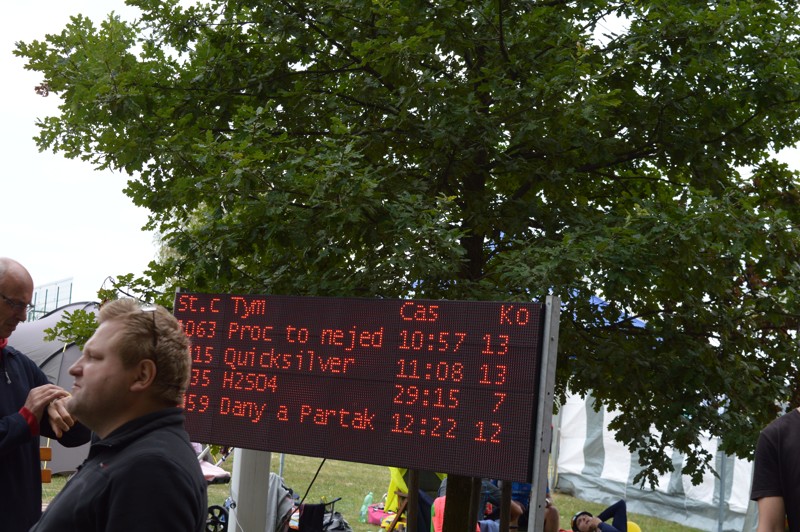 St.c Tym Cas Ko
063 Proc to nejed 10:57 13
15 Quicksilver 11:08 13
35 H2SO4 29:15 7
59 Dany a Partak 12:22 12